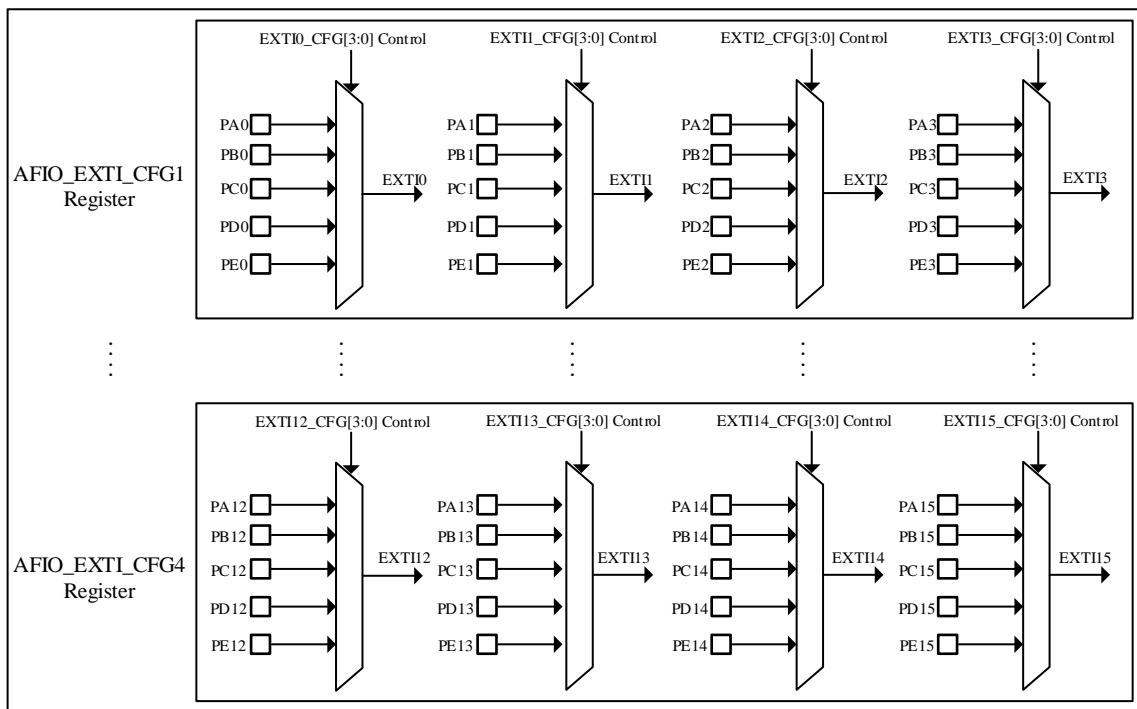 EXTI0_CFG[3:0] Control
EXTI1_CFG[3:0] Control
EXTI2_CFG[3:0] Control
EXTI3_CFG[3:0] Control
AFIO_EXTI_CFG1
Register
PA0
PB0
PC0
PD0
PE0
EXTI0
PA1
PB1
PC1
PD1
PE1
EXTI1
PA2
PB2
PC2
PD2
PE2
EXTI2
PA3
PB3
PC3
PD3
PE3
EXTI3
EXTI12_CFG[3:0] Control
EXTI13_CFG[3:0] Control
EXTI14_CFG[3:0] Control
EXTI15_CFG[3:0] Control
AFIO_EXTI_CFG4
Register
PA12
PB12
PC12
PD12
PE12
EXTI12
PA13
PB13
PC13
PD13
PE13
EXTI13
PA14
PB14
PC14
PD14
PE14
EXTI14
PA15
PB15
PC15
PD15
PE15
EXTI15